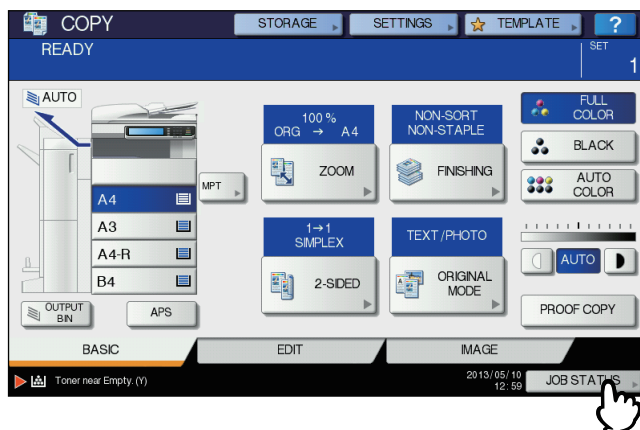 COPY
STORAGE
SETTINGS
TEMPLATE
?
READY
SET
1
AUTO
MPT
A4
A3
A4-R
B4
OUTPUT
BIN
APS
100 %
ORG → A4
ZOOM
NON-SORT
NON-STAPLE
FINISHING
1→1
SIMPLEX
2-SIDED
TEXT/PHOTO
ORIGINAL
MODE
FULL
COLOR
BLACK
AUTO
COLOR
AUTO
PROOF COPY
BASIC
EDIT
IMAGE
Toner near Empty. (Y)
2013/05/10
12:59
JOB STATUS